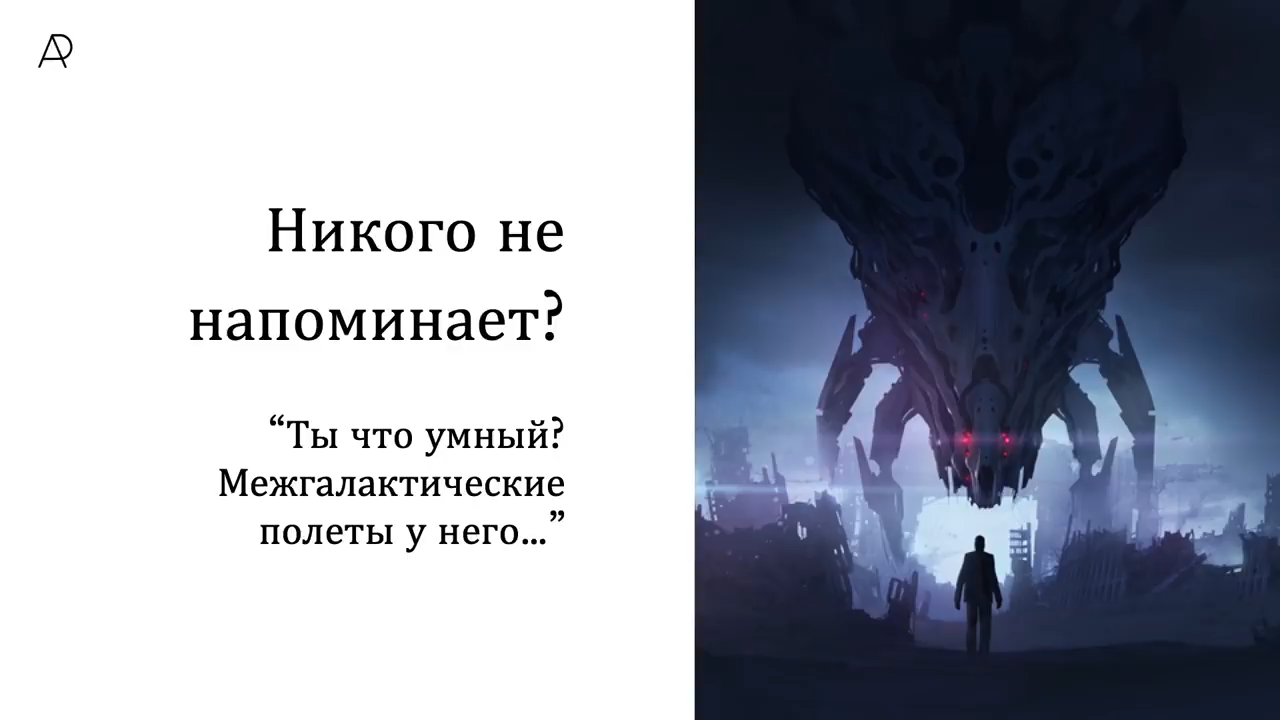 Никого не
напоминает?
“Ты что умный?
Межгалактические
полеты у него...”